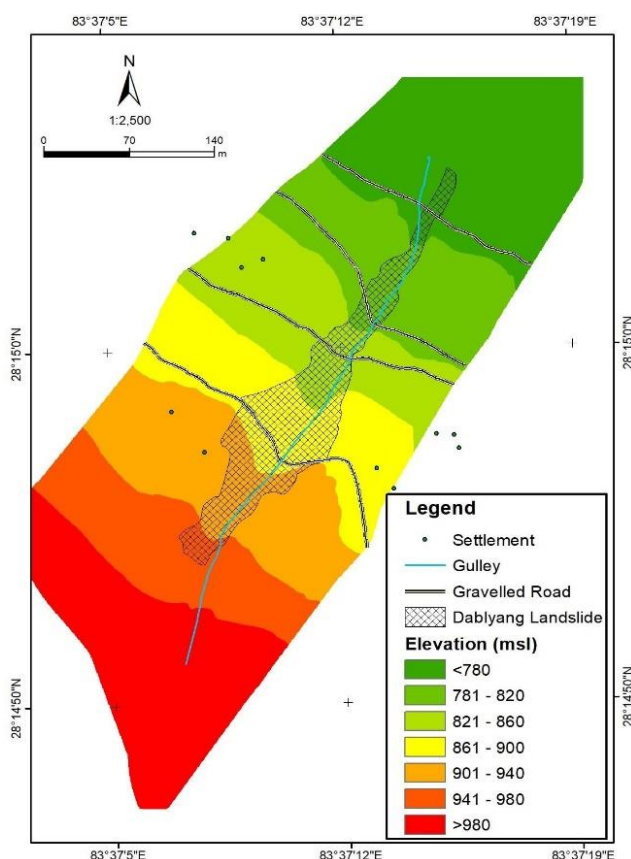 83°37'5"E 83°37'12"E 83°37'19"E
N
1:2,500
0 70 140
m
28°15'0"N 28°15'0"N
28°14'50"N 28°14'50"N
Legend
Settlement
Gulley
Gravelled Road
Dablyang Landslide
Elevation (msl)
<780
781 - 820
821 - 860
861 - 900
901 - 940
941 - 980
>980
83°37'5"E 83°37'12"E 83°37'19"E